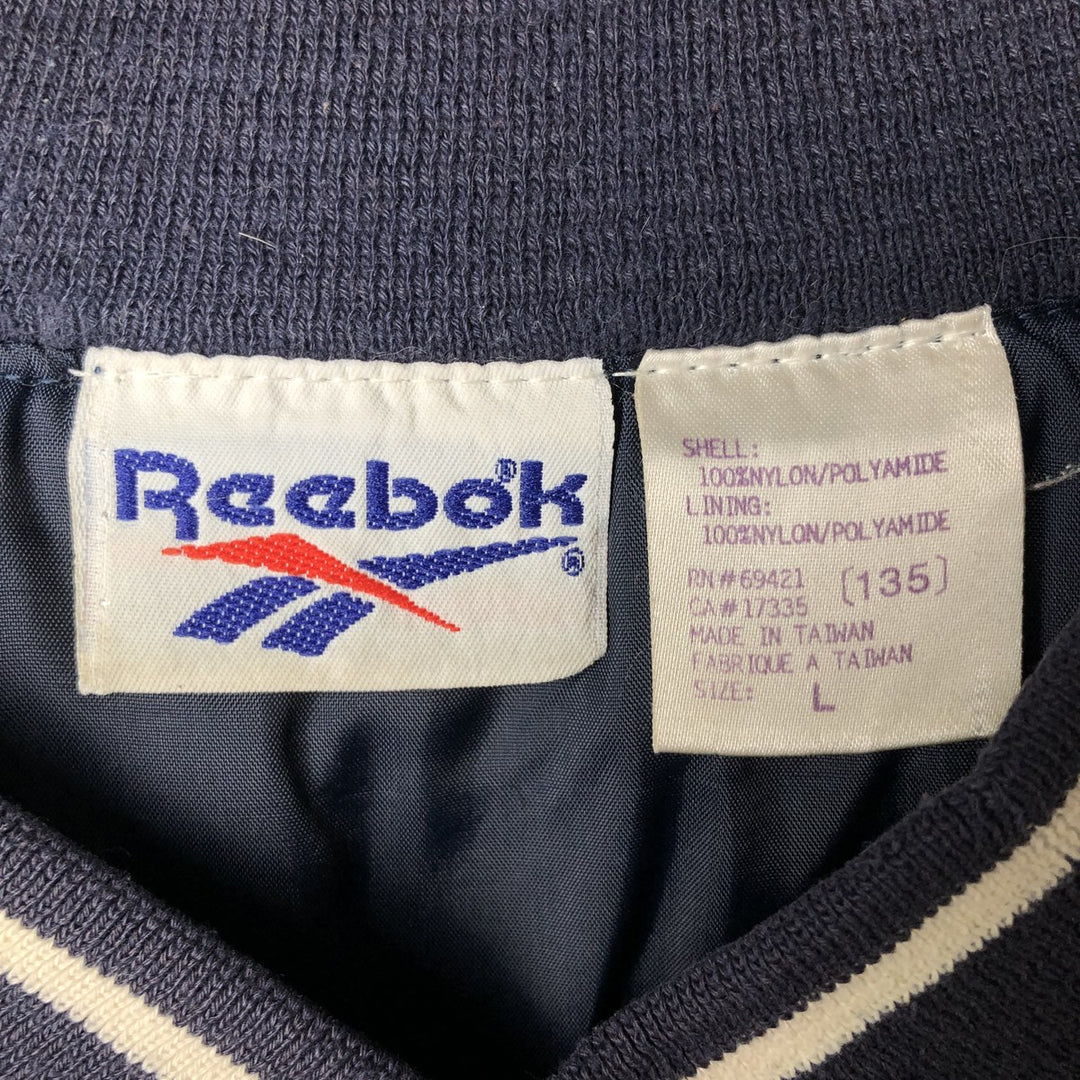 Reebok®
®
SHELL:
100%NYLON/POLYAMIDE
LINING:
100%NYLON/POLYAMIDE
RN#69421
CA#17335 (135)
MADE IN TAIWAN
FABRIQUE A TAIWAN
SIZE: L